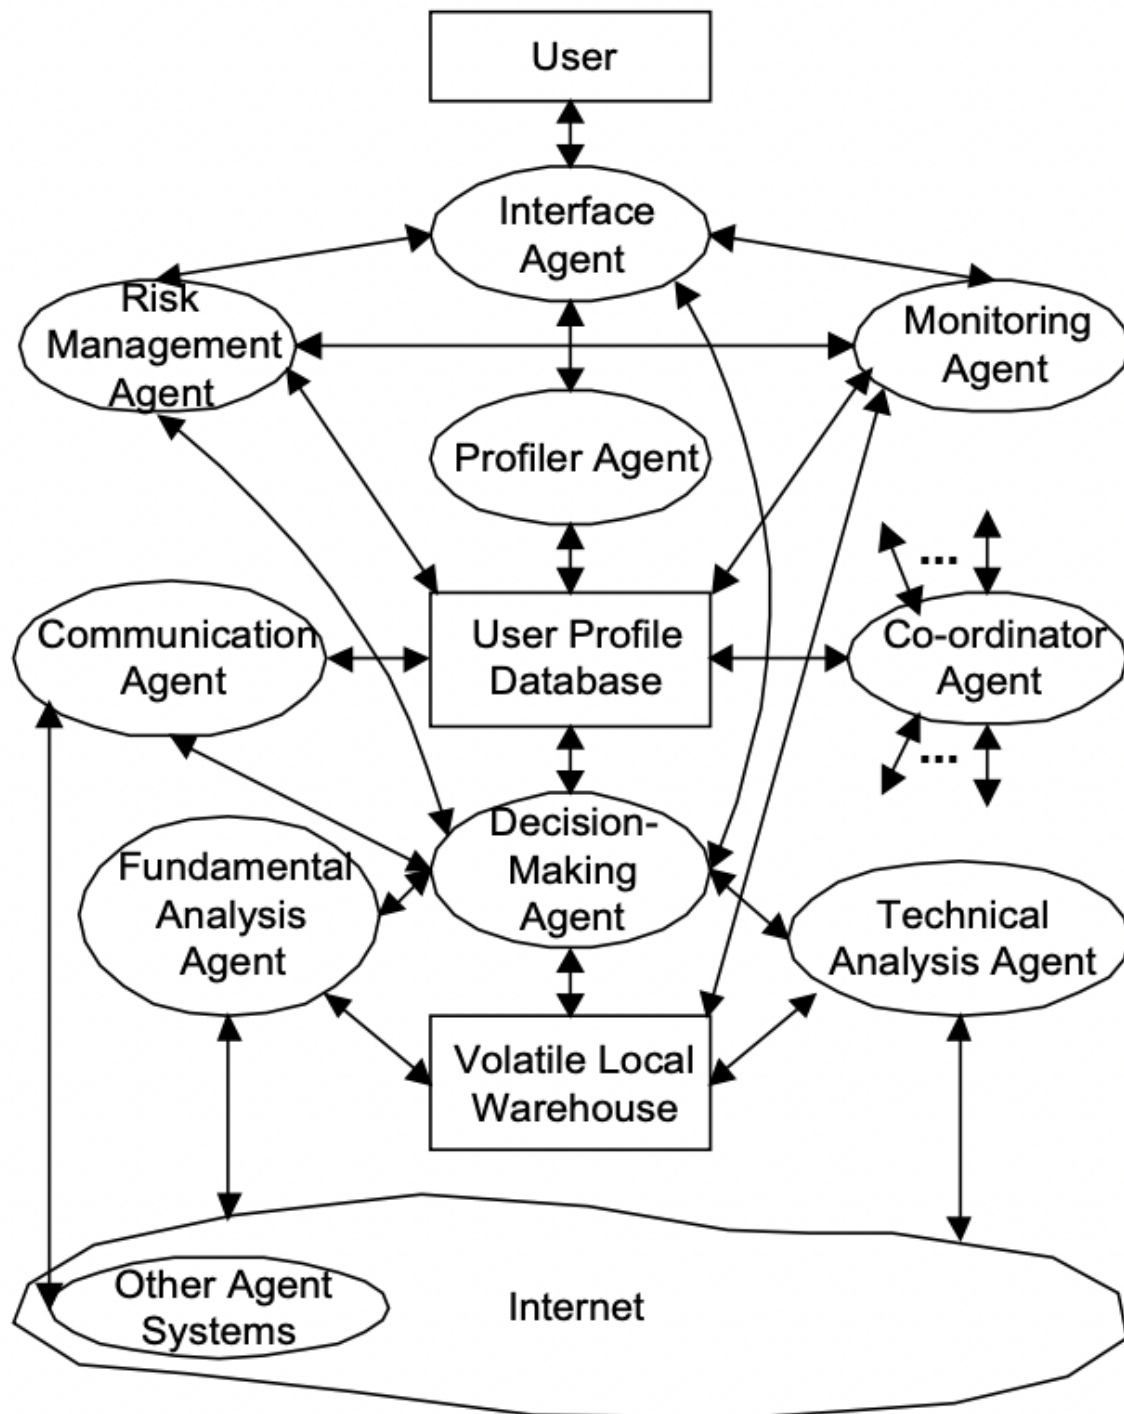 User
Interface
Agent
Risk
Management
Agent
Monitoring
Agent
Profiler Agent
...
Communication
Agent
User Profile
Database
Co-ordinator
Agent
...
Decision-
Making
Agent
Fundamental
Analysis
Agent
Technical
Analysis Agent
Volatile Local
Warehouse
Other Agent
Systems
Internet